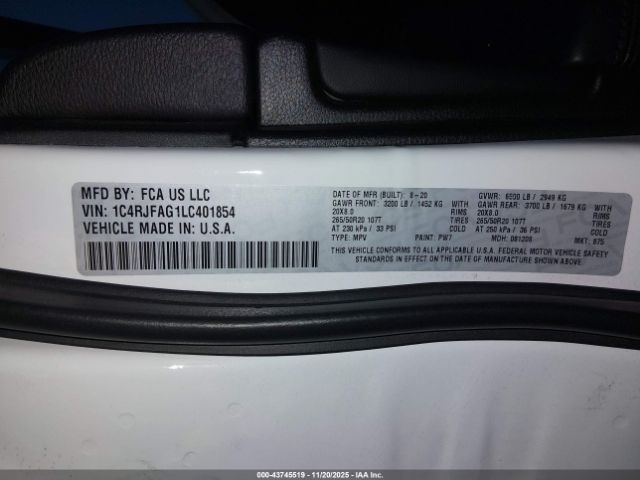 MFD BY: FCA US LLC
VIN: 1C4RJFAG1LC401854
VEHICLE MADE IN U.S.A.
DATE OF MFR (BUILT): 8-20 GVWR: 6500 LB / 2949 KG
GAWR FRONT: 3200 LB / 1452 KG WITH GAWR REAR: 3700 LB / 1679 KG WITH
20X8.0 TIRES 20X8.0 TIRES
265/50R20 107T RIMS 265/50R20 107T
AT 230 kPa / 33 PSI COLD AT 250 kPa / 36 PSI COLD
TYPE: MPV PAINT: PW7 MDH: 081208 MKT: 875
THIS VEHICLE CONFORMS TO ALL APPLICABLE U.S.A. FEDERAL MOTOR VEHICLE SAFETY
STANDARDS IN EFFECT ON THE DATE OF MANUFACTURE SHOWN ABOVE.
000-43745519 - 11/20/2025 - IAA Inc.